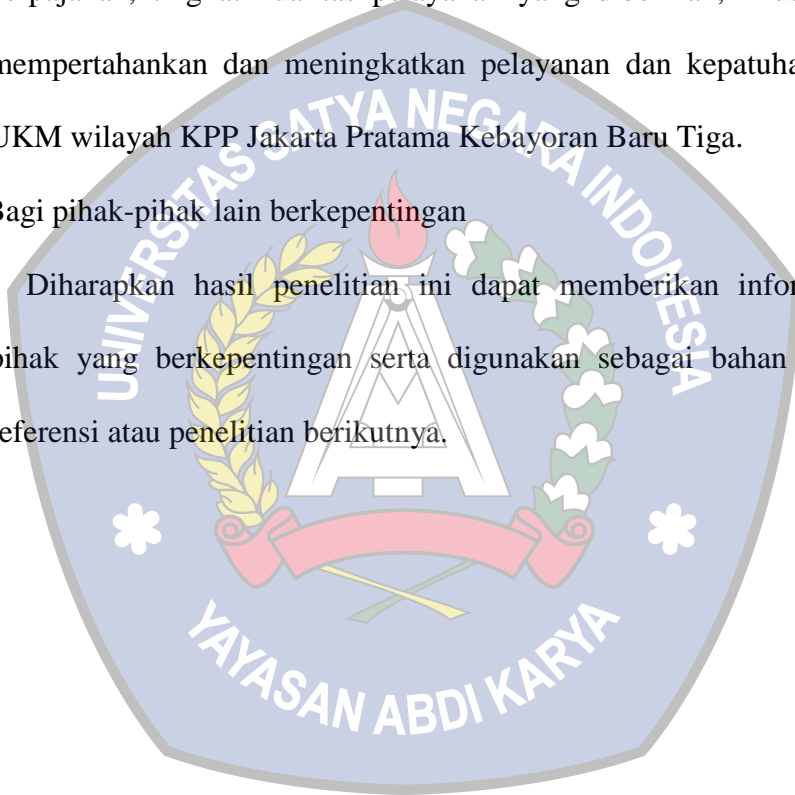 mempertahankan dan meningkatkan pelayanan dan
UKM wilayah KPP Jakarta Pratama Kebayoran Baru Tiga.
Bagi pihak-pihak lain berkepentingan
Diharapkan hasil penelitian ini dapat memberikan
pihak yang berkepentingan serta digunakan sebagai bahan
referensi atau penelitian berikutnya.
UNIVERSITAS SATYA NEGARA INDONESIA
YAYASAN ABDI KARYA